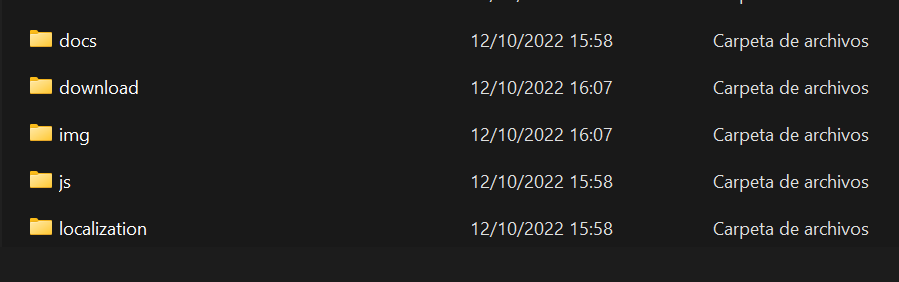 docs 12/10/2022 15:58 Carpeta de archivos
download 12/10/2022 16:07 Carpeta de archivos
img 12/10/2022 16:07 Carpeta de archivos
js 12/10/2022 15:58 Carpeta de archivos
localization 12/10/2022 15:58 Carpeta de archivos